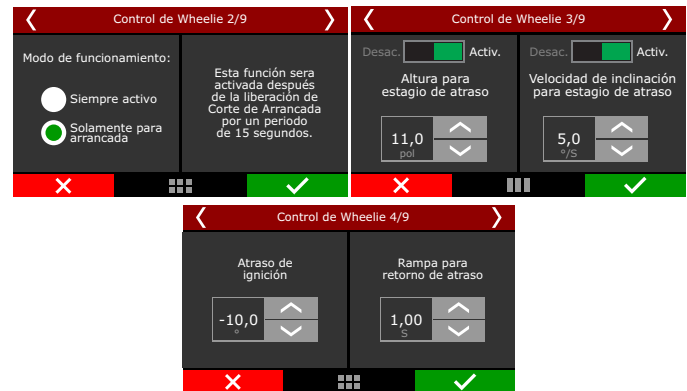 Control de Wheelie 2/9
Modo de funcionamiento:
Siempre activo
Solamente para
arrancada
Esta función sera
activada después
de la liberación de
Corte de Arrancada
por un periodo
de 15 segundos.
Control de Wheelie 3/9
Desac. Activ.
Altura para
estagio de atraso
11,0
pol
Desac. Activ.
Velocidad de inclinación
para estagio de atraso
5,0
°/S
Control de Wheelie 4/9
Atraso de
ignición
-10,0
°
Rampa para
retorno de atraso
1,00
S